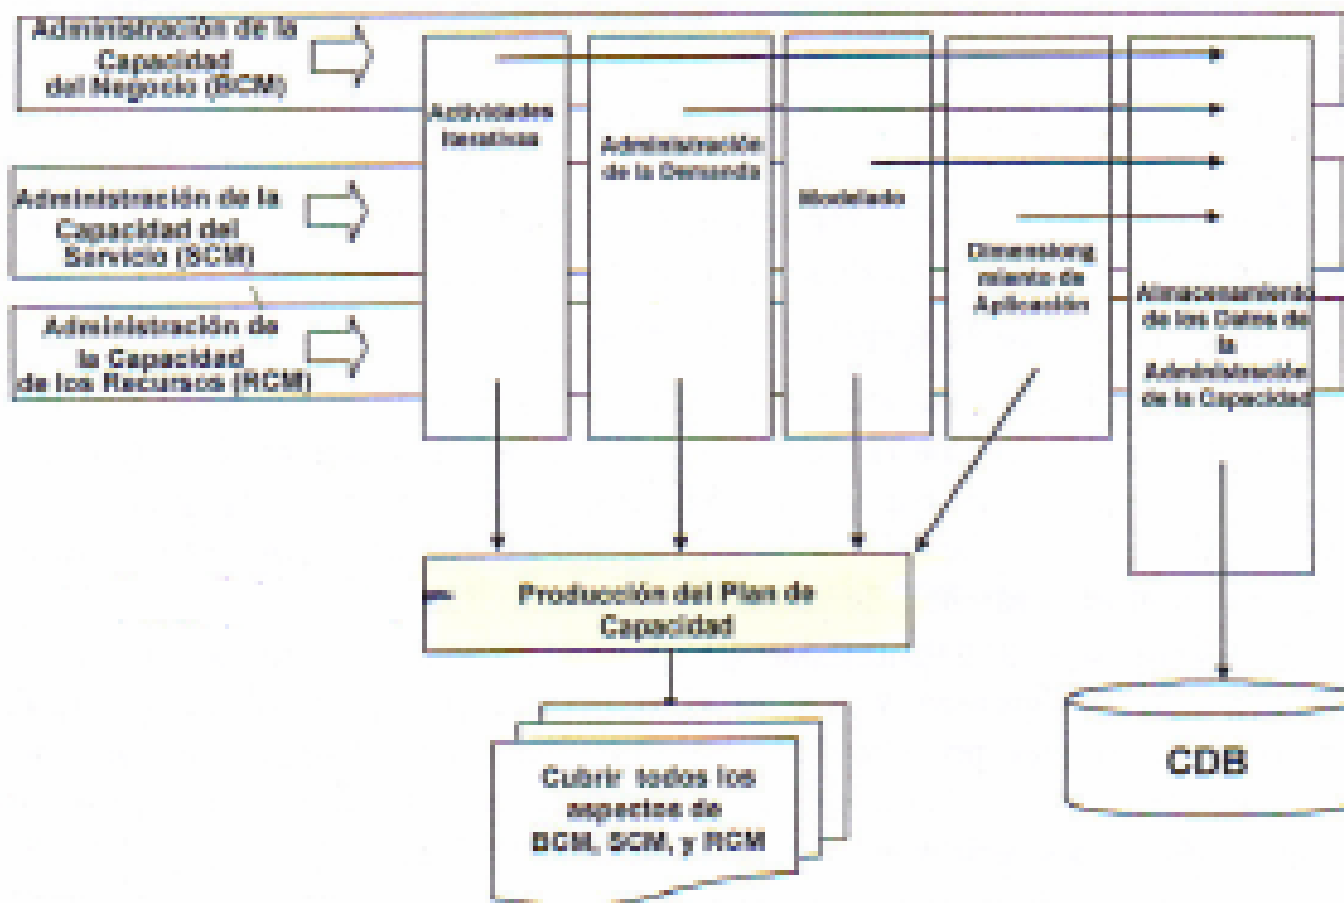 Administración de la
Capacidad
del Negocio (BCM)
Administración de la
Capacidad del
Servicio (SCM)
Administración de
la Capacidad
de los Recursos (RCM)
Actividades
Iterativas
Administración
de la Demanda
Modelado
Dimensiong
miento de
Aplicación
Almacenamiento
de los Datos de
la
Administración
de la Capacidad
Producción del Plan de
Capacidad
Cubrir todos los
aspectos de
BCM, SCM, y RCM
CDB